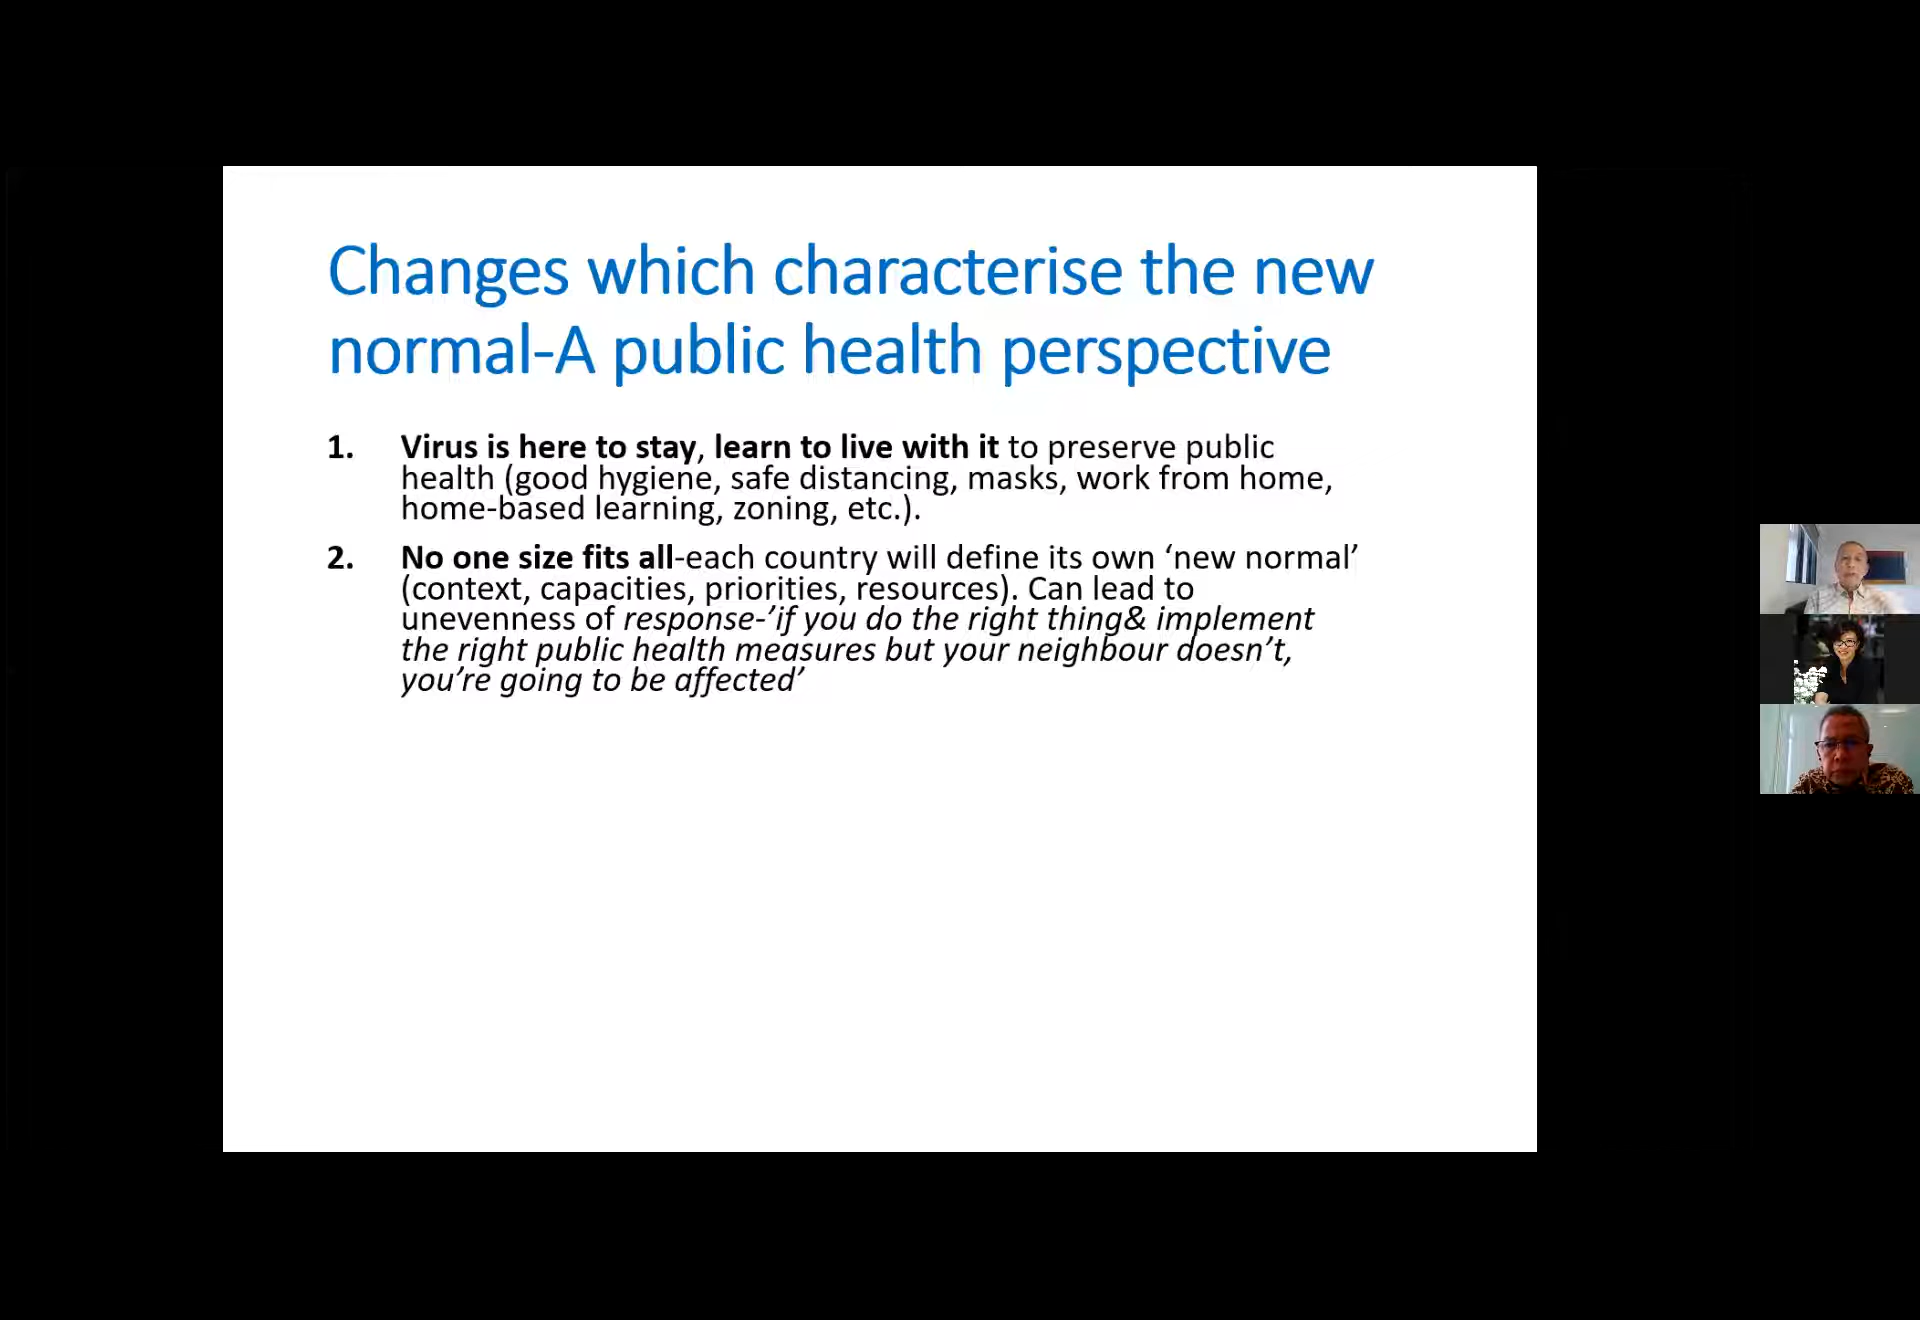 Changes which characterise the new
normal-A public health perspective
1. Virus is here to stay, learn to live with it to preserve public
health (good hygiene, safe distancing, masks, work from home,
home-based learning, zoning, etc.).
2. No one size fits all-each country will define its own ‘new normal’
(context, capacities, priorities, resources). Can lead to
unevenness of response-’if you do the right thing& implement
the right public health measures but your neighbour doesn’t,
you’re going to be affected’